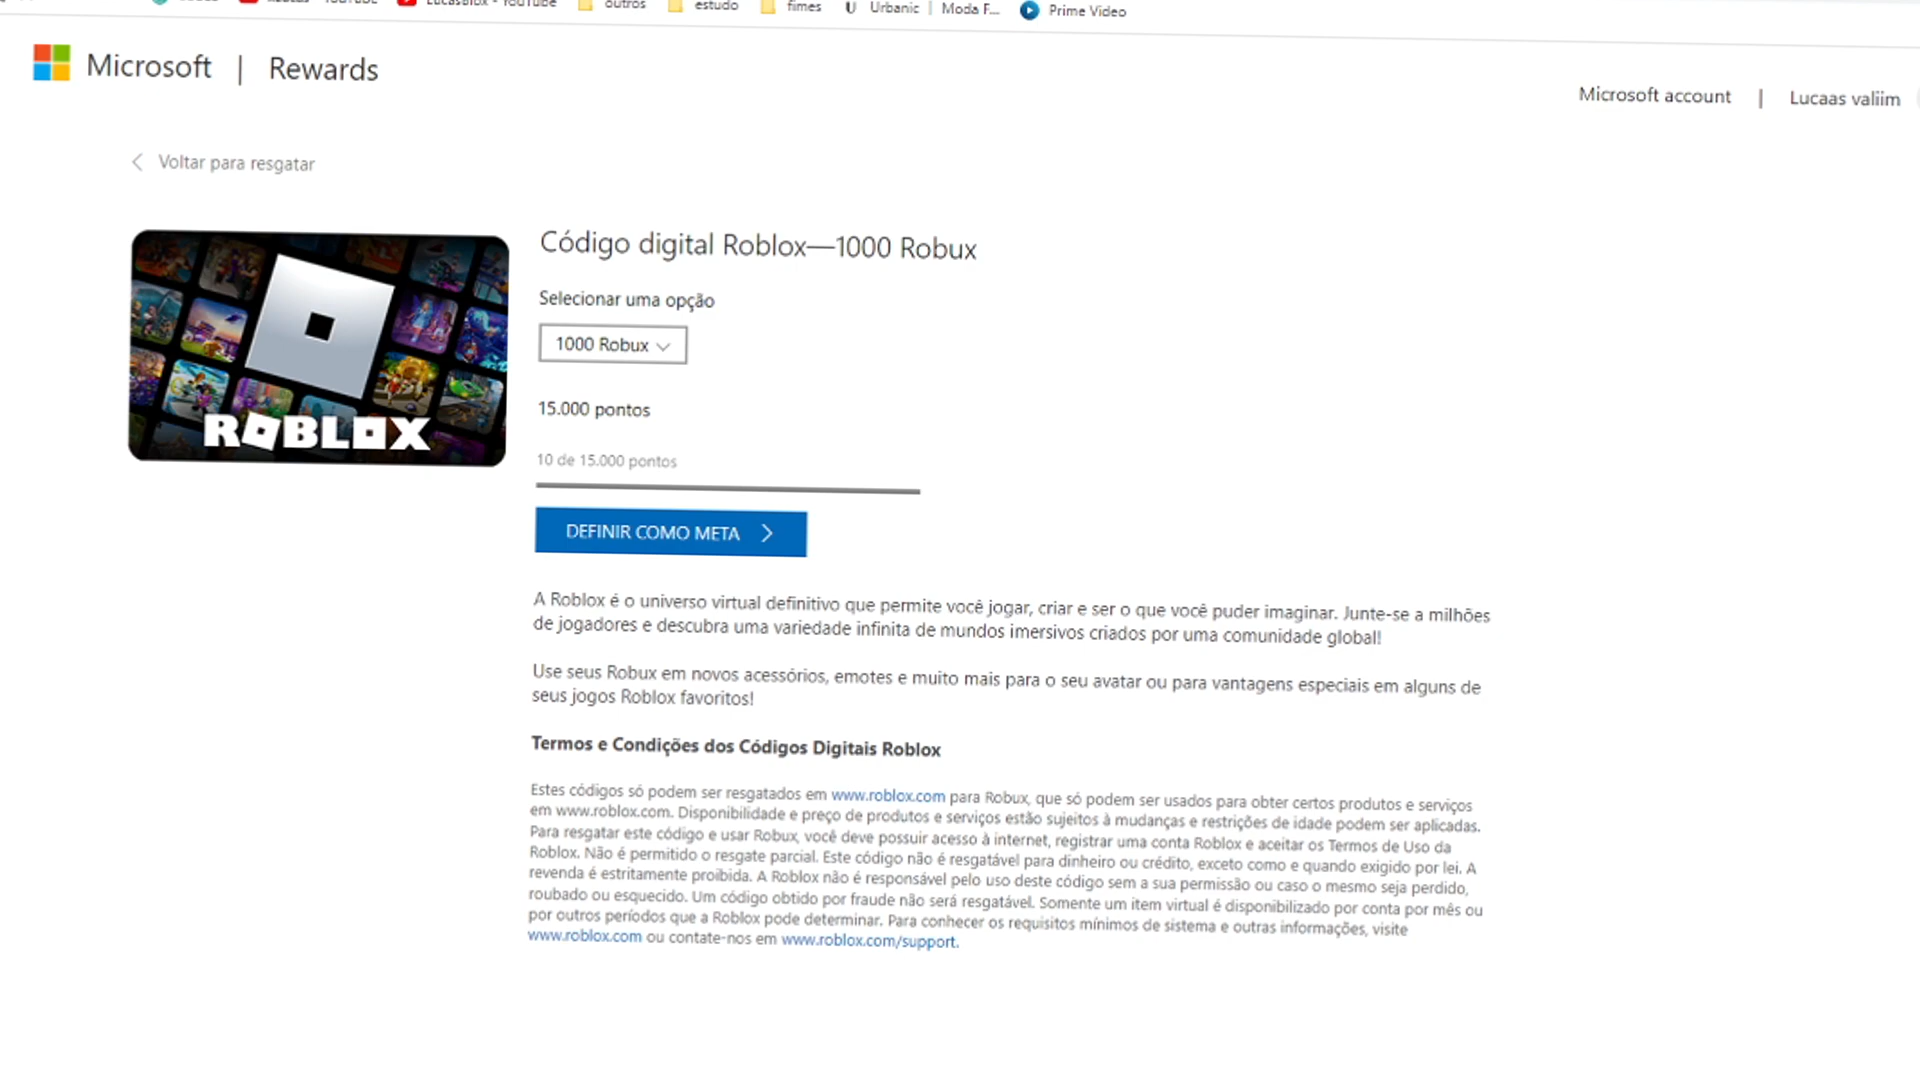 YouTube
LucasBlox - YouTube
outros
estudo
fimes
U Urbanic | Moda F...
Prime Video
Microsoft | Rewards
Microsoft account | Lucaas valiim
Voltar para resgatar
Código digital Roblox—1000 Robux
Selecionar uma opção
1000 Robux
15.000 pontos
10 de 15.000 pontos
DEFINIR COMO META
ROBLOX
A Roblox é o universo virtual definitivo que permite você jogar, criar e ser o que você puder imaginar. Junte-se a milhões
de jogadores e descubra uma variedade infinita de mundos imersivos criados por uma comunidade global!
Use seus Robux em novos acessórios, emotes e muito mais para o seu avatar ou para vantagens especiais em alguns de
seus jogos Roblox favoritos!
Termos e Condições dos Códigos Digitais Roblox
Estes códigos só podem ser resgatados em www.roblox.com para Robux, que só podem ser usados para obter certos produtos e serviços
em www.roblox.com. Disponibilidade e preço de produtos e serviços estão sujeitos à mudanças e restrições de idade podem ser aplicadas.
Para resgatar este código e usar Robux, você deve possuir acesso à internet, registrar uma conta Roblox e aceitar os Termos de Uso da
Roblox. Não é permitido o resgate parcial. Este código não é resgatável para dinheiro ou crédito, exceto como e quando exigido por lei. A
revenda é estritamente proibida. A Roblox não é responsável pelo uso deste código sem a sua permissão ou caso o mesmo seja perdido,
roubado ou esquecido. Um código obtido por fraude não será resgatável. Somente um item virtual é disponibilizado por conta por mês ou
por outros períodos que a Roblox pode determinar. Para conhecer os requisitos mínimos de sistema e outras informações, visite
www.roblox.com ou contate-nos em www.roblox.com/support.